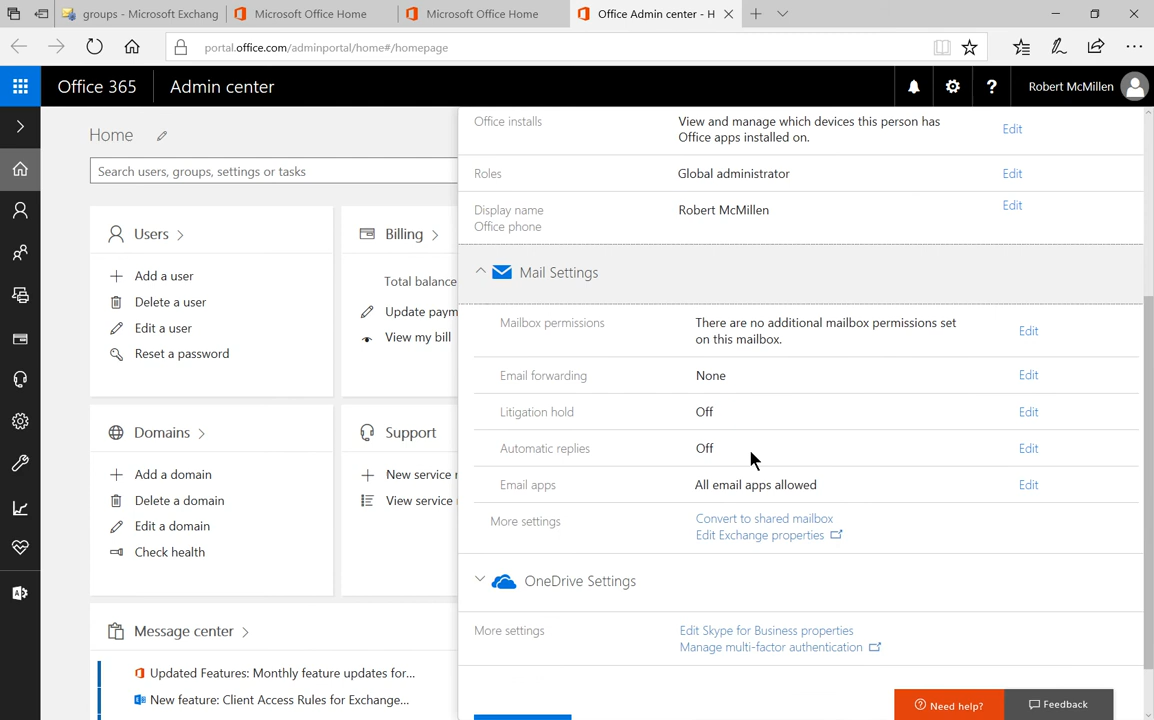 groups - Microsoft Exchang
Microsoft Office Home
Microsoft Office Home
Office Admin center - H
portal.office.com/adminportal/home#/homepage
Office 365
Admin center
Robert McMillen
Home
Search users, groups, settings or tasks
Users
Add a user
Delete a user
Edit a user
Reset a password
Billing
Total balance
Update paym
View my bill
Domains
Add a domain
Delete a domain
Edit a domain
Check health
Support
New service r
View service
Message center
Updated Features: Monthly feature updates for...
New feature: Client Access Rules for Exchange...
Office installs
View and manage which devices this person has
Office apps installed on.
Edit
Roles
Global administrator
Edit
Display name
Office phone
Robert McMillen
Edit
Mail Settings
Mailbox permissions
There are no additional mailbox permissions set
on this mailbox.
Edit
Email forwarding
None
Edit
Litigation hold
Off
Edit
Automatic replies
Off
Edit
Email apps
All email apps allowed
Edit
More settings
Convert to shared mailbox
Edit Exchange properties
OneDrive Settings
More settings
Edit Skype for Business properties
Manage multi-factor authentication
Need help?
Feedback